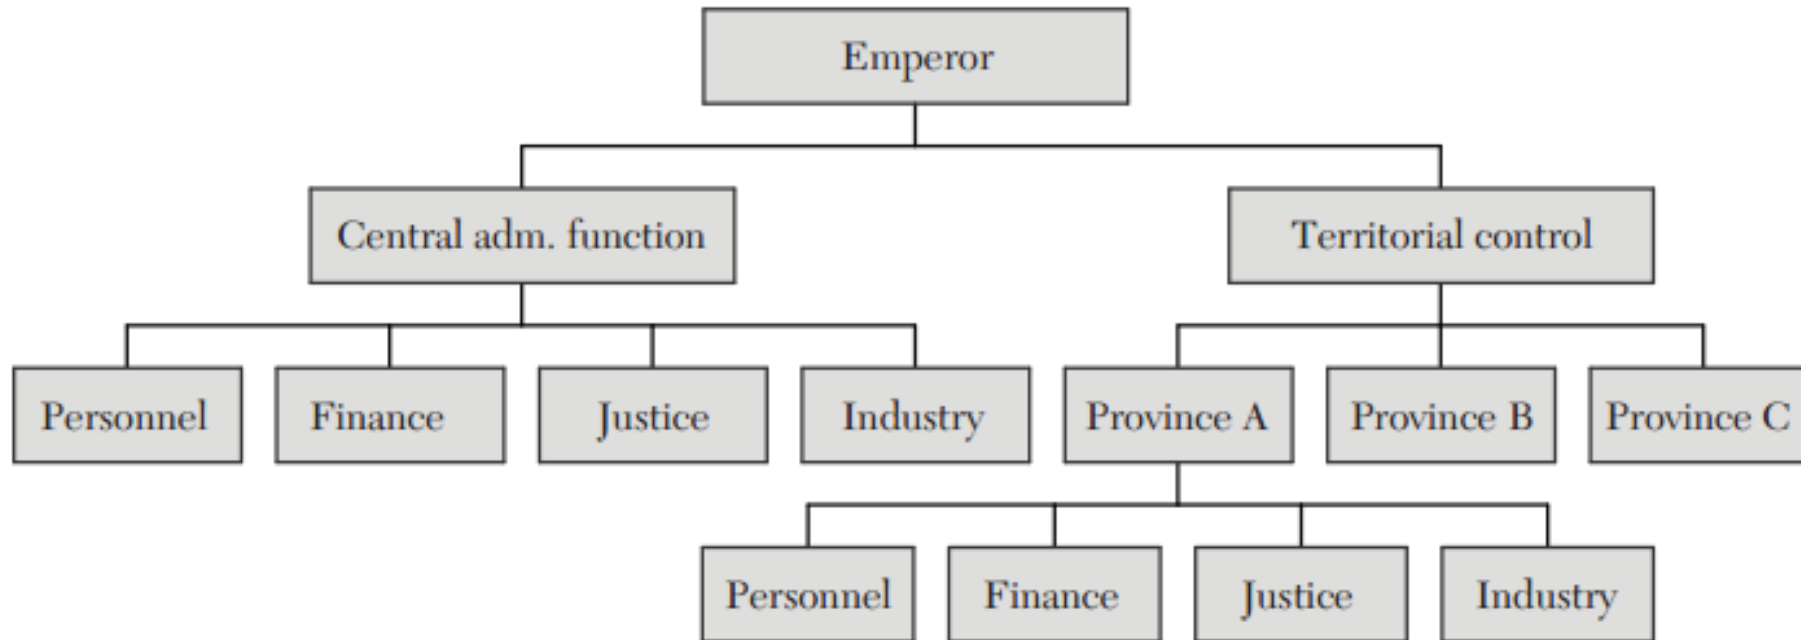 Emperor
Central adm. function
Territorial control
Personnel
Finance
Justice
Industry
Province A
Province B
Province C
Personnel
Finance
Justice
Industry